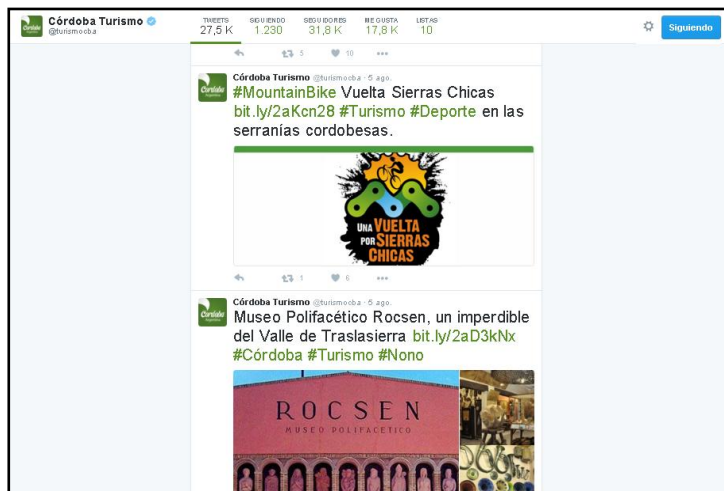 Córdoba Turismo
@turismocba
TWEETS
27,5 K
SIGUIENDO
1.230
SEGUIDORES
31,8 K
ME GUSTA
17,8 K
LISTAS
10
Siguiendo
5
10
Córdoba Turismo @turismocba · 5 ago.
#MountainBike Vuelta Sierras Chicas
bit.ly/2aKcn28 #Turismo #Deporte en las
serranías cordobesas.
UNA VUELTA
POR SIERRAS
CHICAS
1
6
Córdoba Turismo @turismocba · 5 ago.
Museo Polifacético Rocsen, un imperdible
del Valle de Traslasierra bit.ly/2aD3kNx
#Córdoba #Turismo #Nono
ROCSEN
MUSEO POLIFACETICO